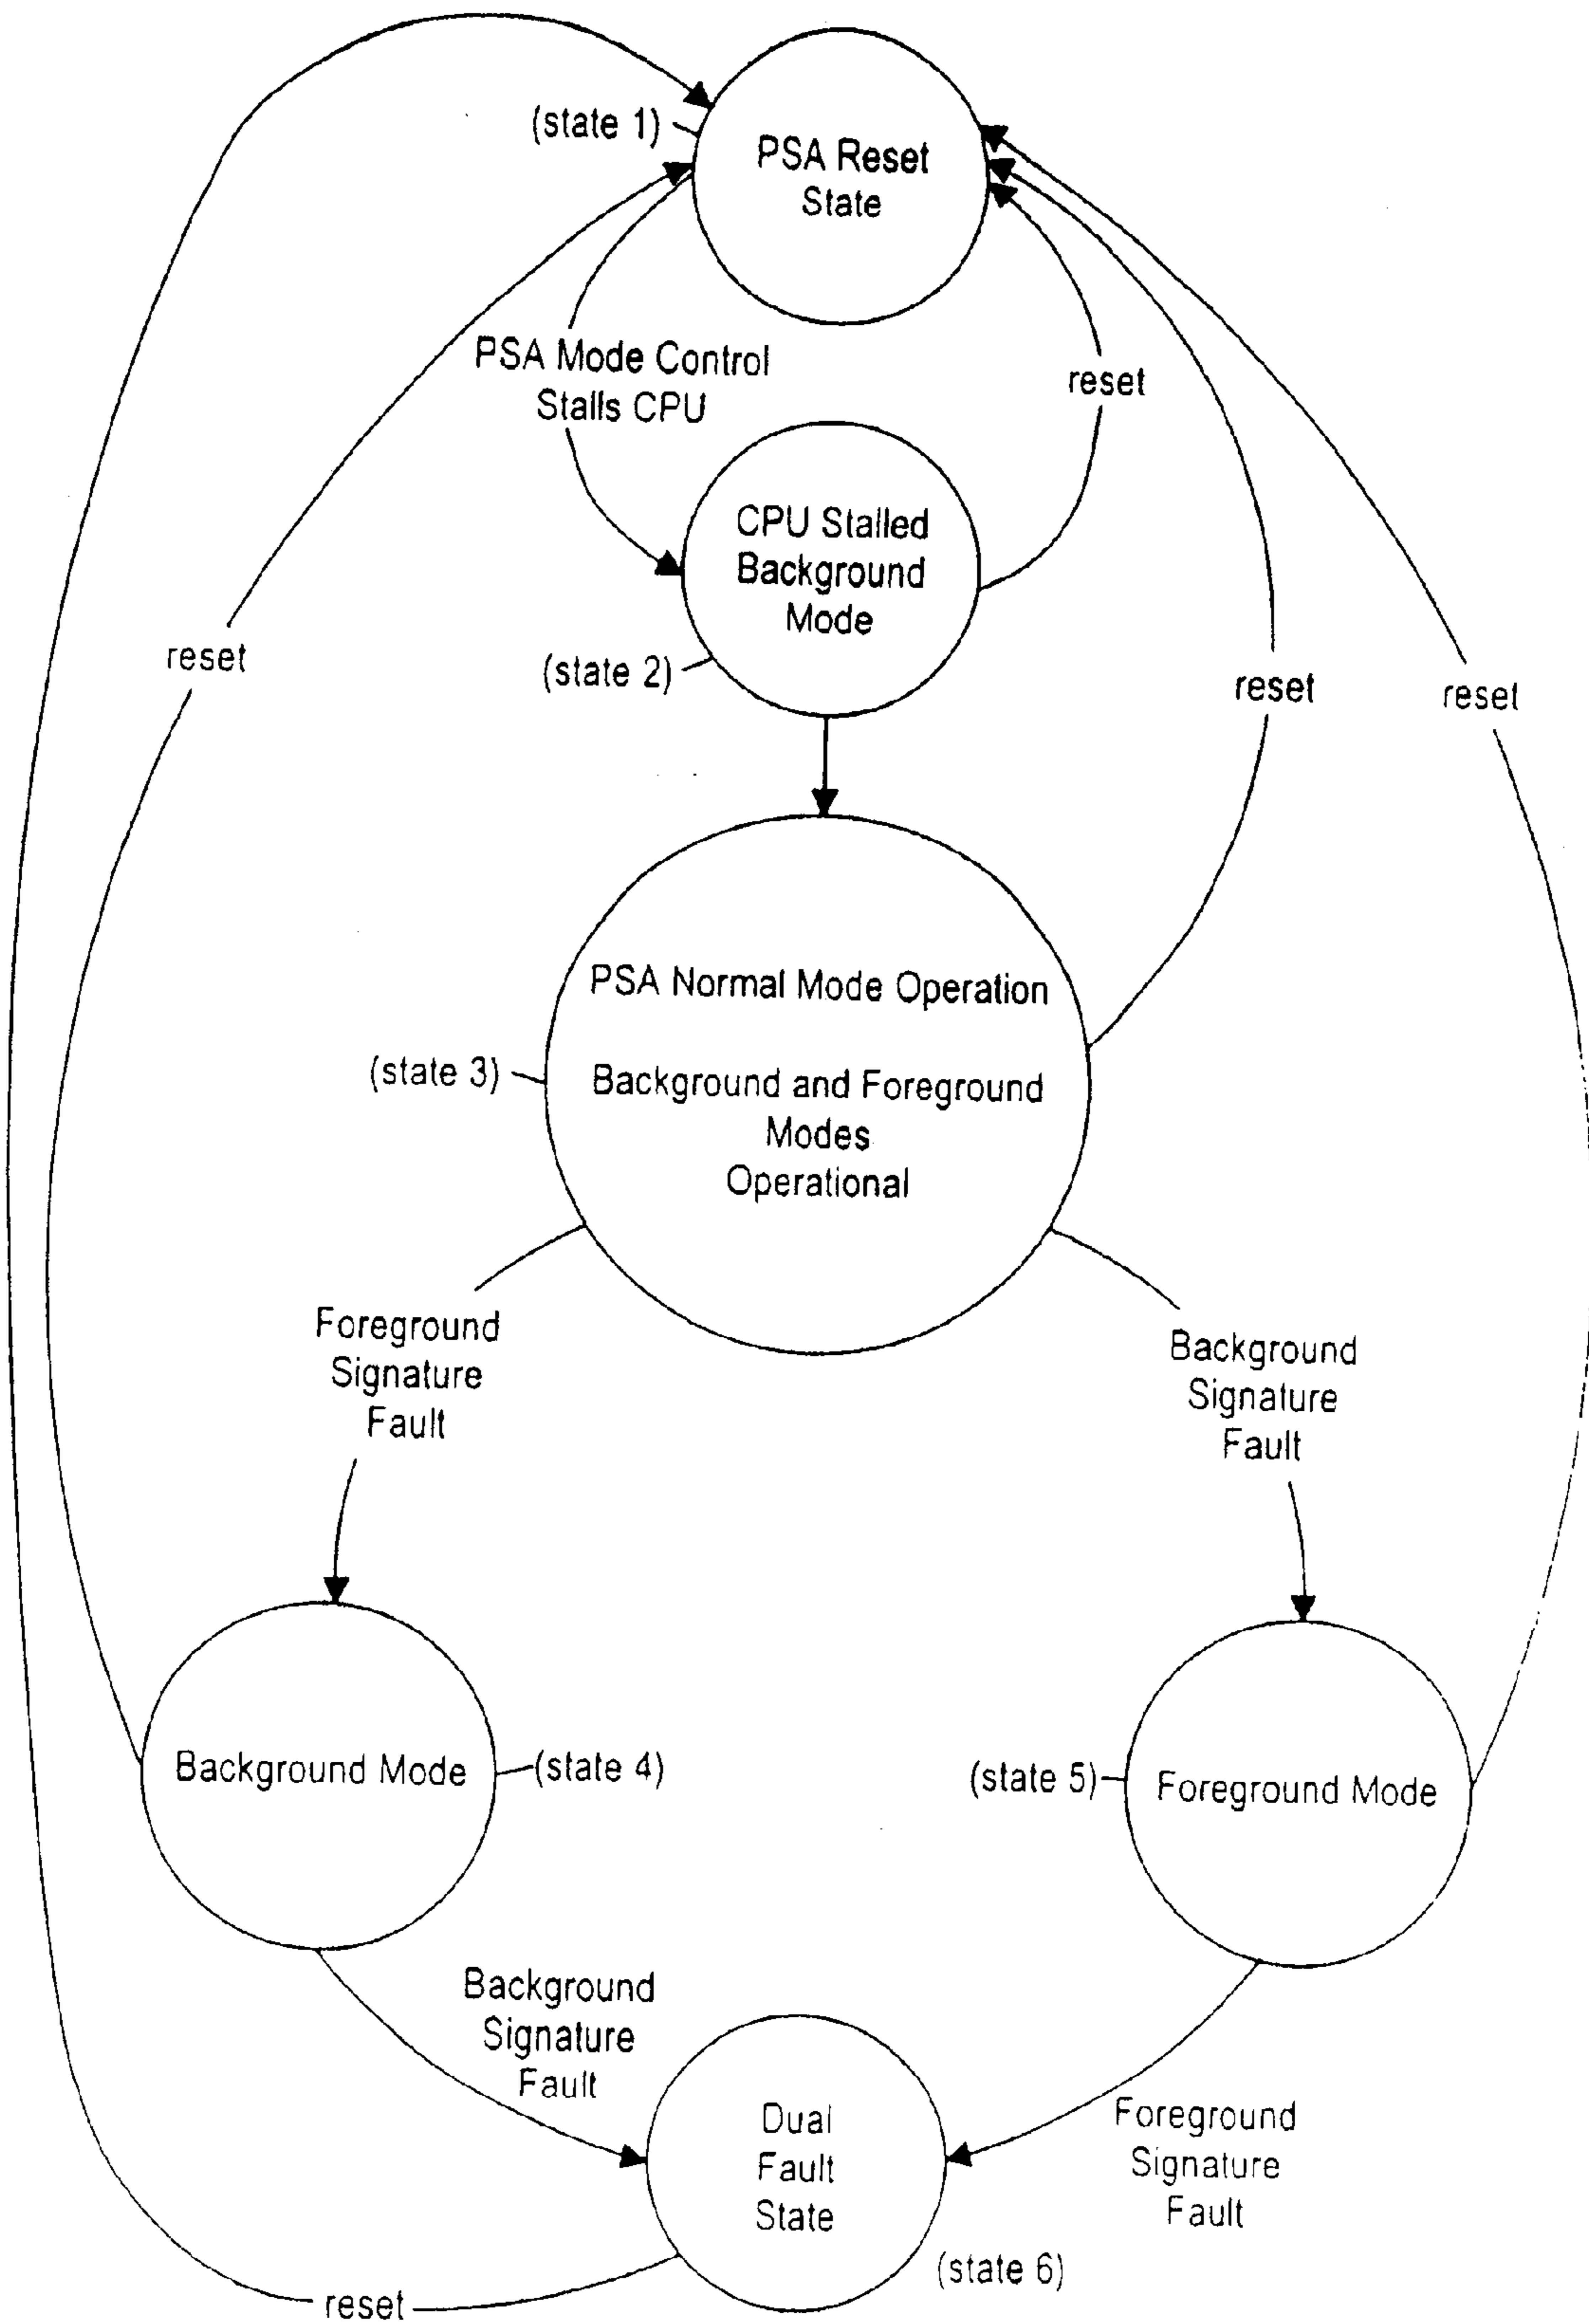 (state 1)
PSA Reset
State
PSA Mode Control
Stalls CPU
reset
CPU Stalled
Background
Mode
(state 2)
reset
reset
reset
PSA Normal Mode Operation
(state 3)
Background and Foreground
Modes
Operational
Foreground
Signature
Fault
Background
Signature
Fault
Background Mode
(state 4)
(state 5)
Foreground Mode
Background
Signature
Fault
Dual
Fault
State
Foreground
Signature
Fault
(state 6)
reset